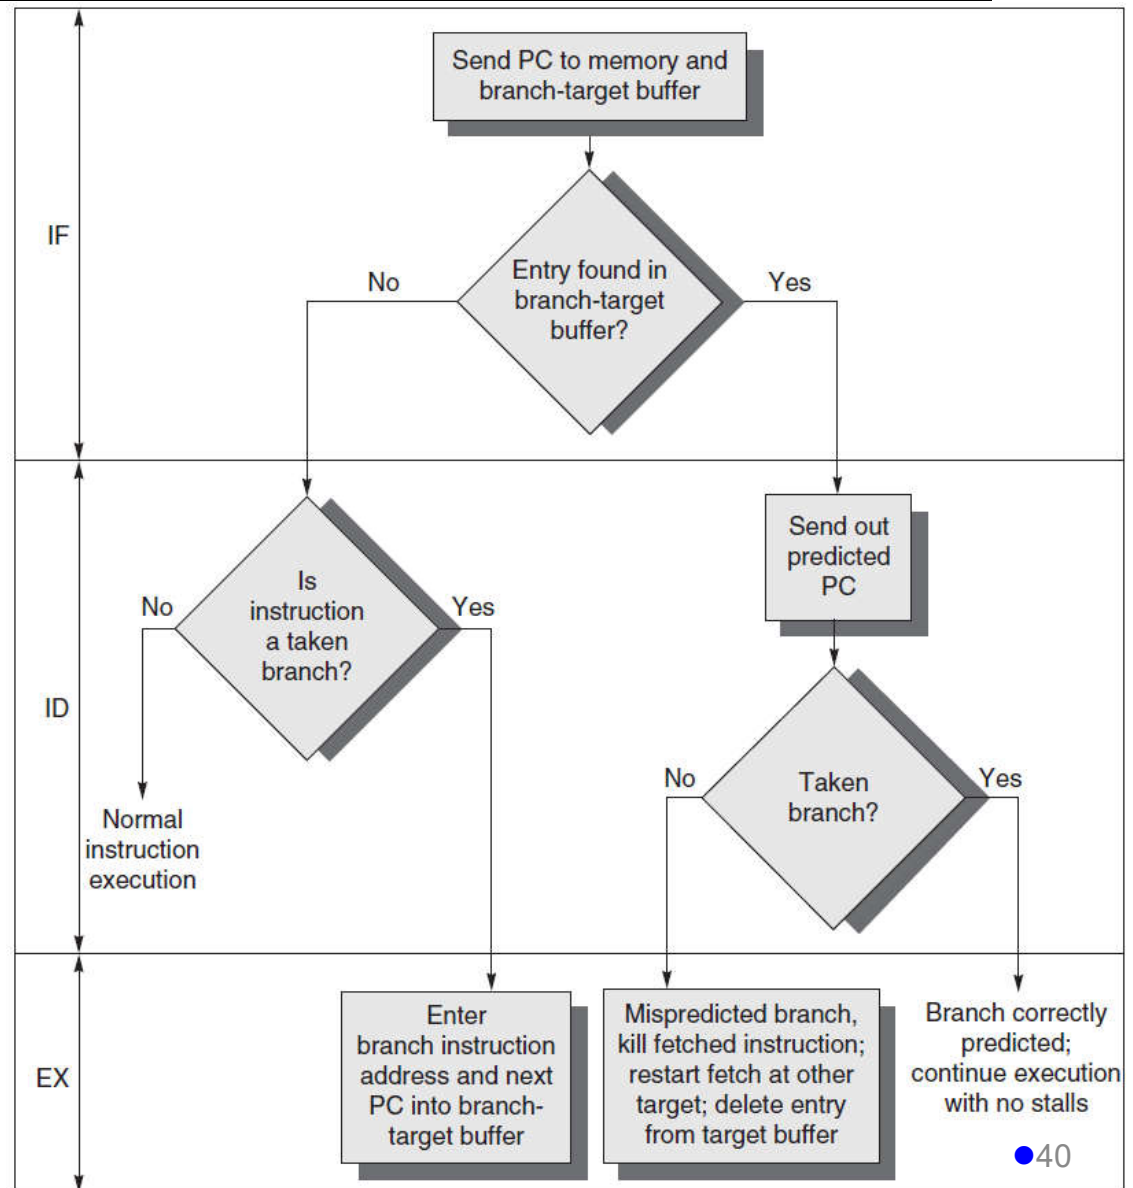 Send PC to memory and
branch-target buffer
IF
No
Entry found in
branch-target
buffer?
Yes
ID
No
Is
instruction
a taken
branch?
Yes
Send out
predicted
PC
Normal
instruction
execution
No
Taken
branch?
Yes
EX
Enter
branch instruction
address and next
PC into branch-
target buffer
Mispredicted branch,
kill fetched instruction;
restart fetch at other
target; delete entry
from target buffer
Branch correctly
predicted;
continue execution
with no stalls
●40